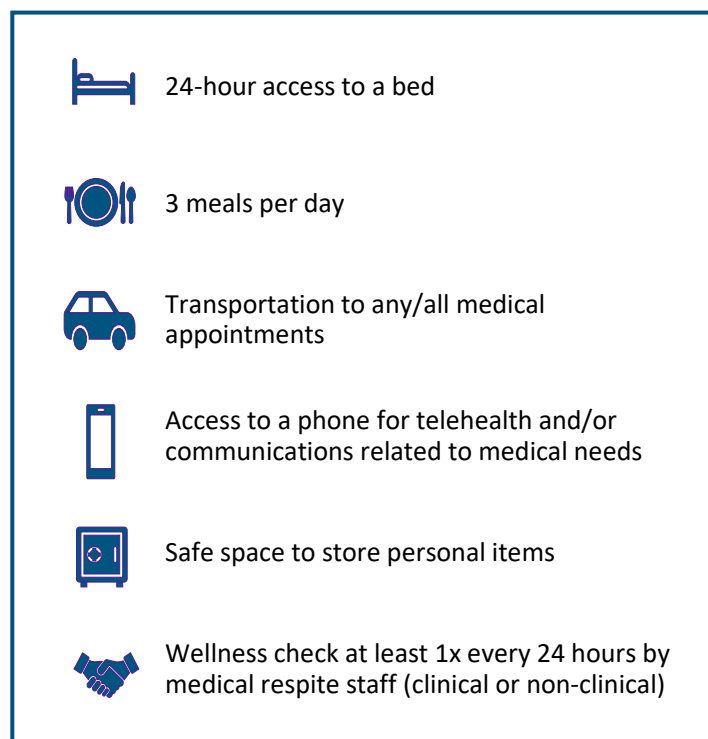 24-hour access to a bed
3 meals per day
Transportation to any/all medical
appointments
Access to a phone for telehealth and/or
communications related to medical needs
Safe space to store personal items
Wellness check at least 1x every 24 hours by
medical respite staff (clinical or non-clinical)